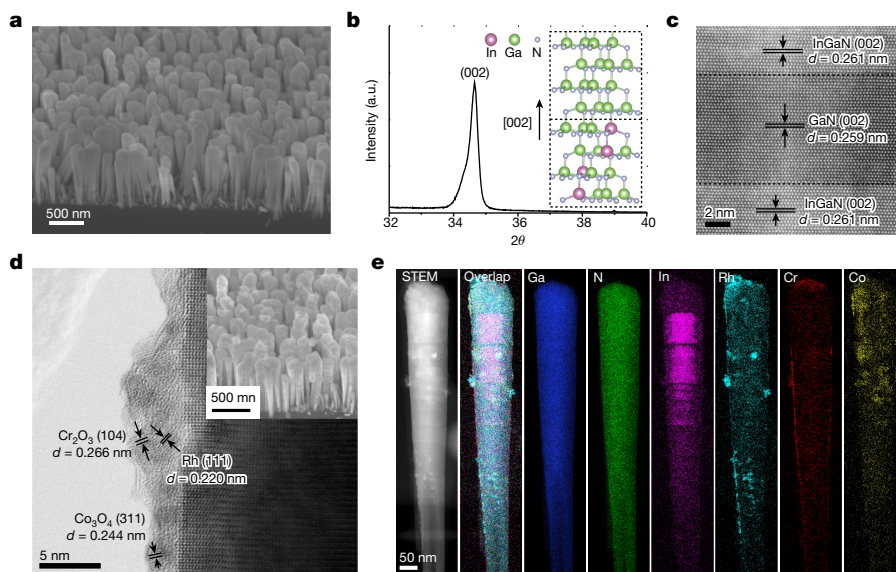 a
500 nm
b
Intensity (a.u.)
(002)
In Ga N
[002]
32 34 36 38 40
2θ
c
InGaN (002)
d = 0.261 nm
GaN (002)
d = 0.259 nm
InGaN (002)
d = 0.261 nm
2 nm
d
500 mn
Cr₂O₃ (104)
d = 0.266 nm
Rh (111)
d = 0.220 nm
Co₃O₄ (311)
d = 0.244 nm
5 nm
e
STEM Overlap Ga N In Rh Cr Co
50 nm